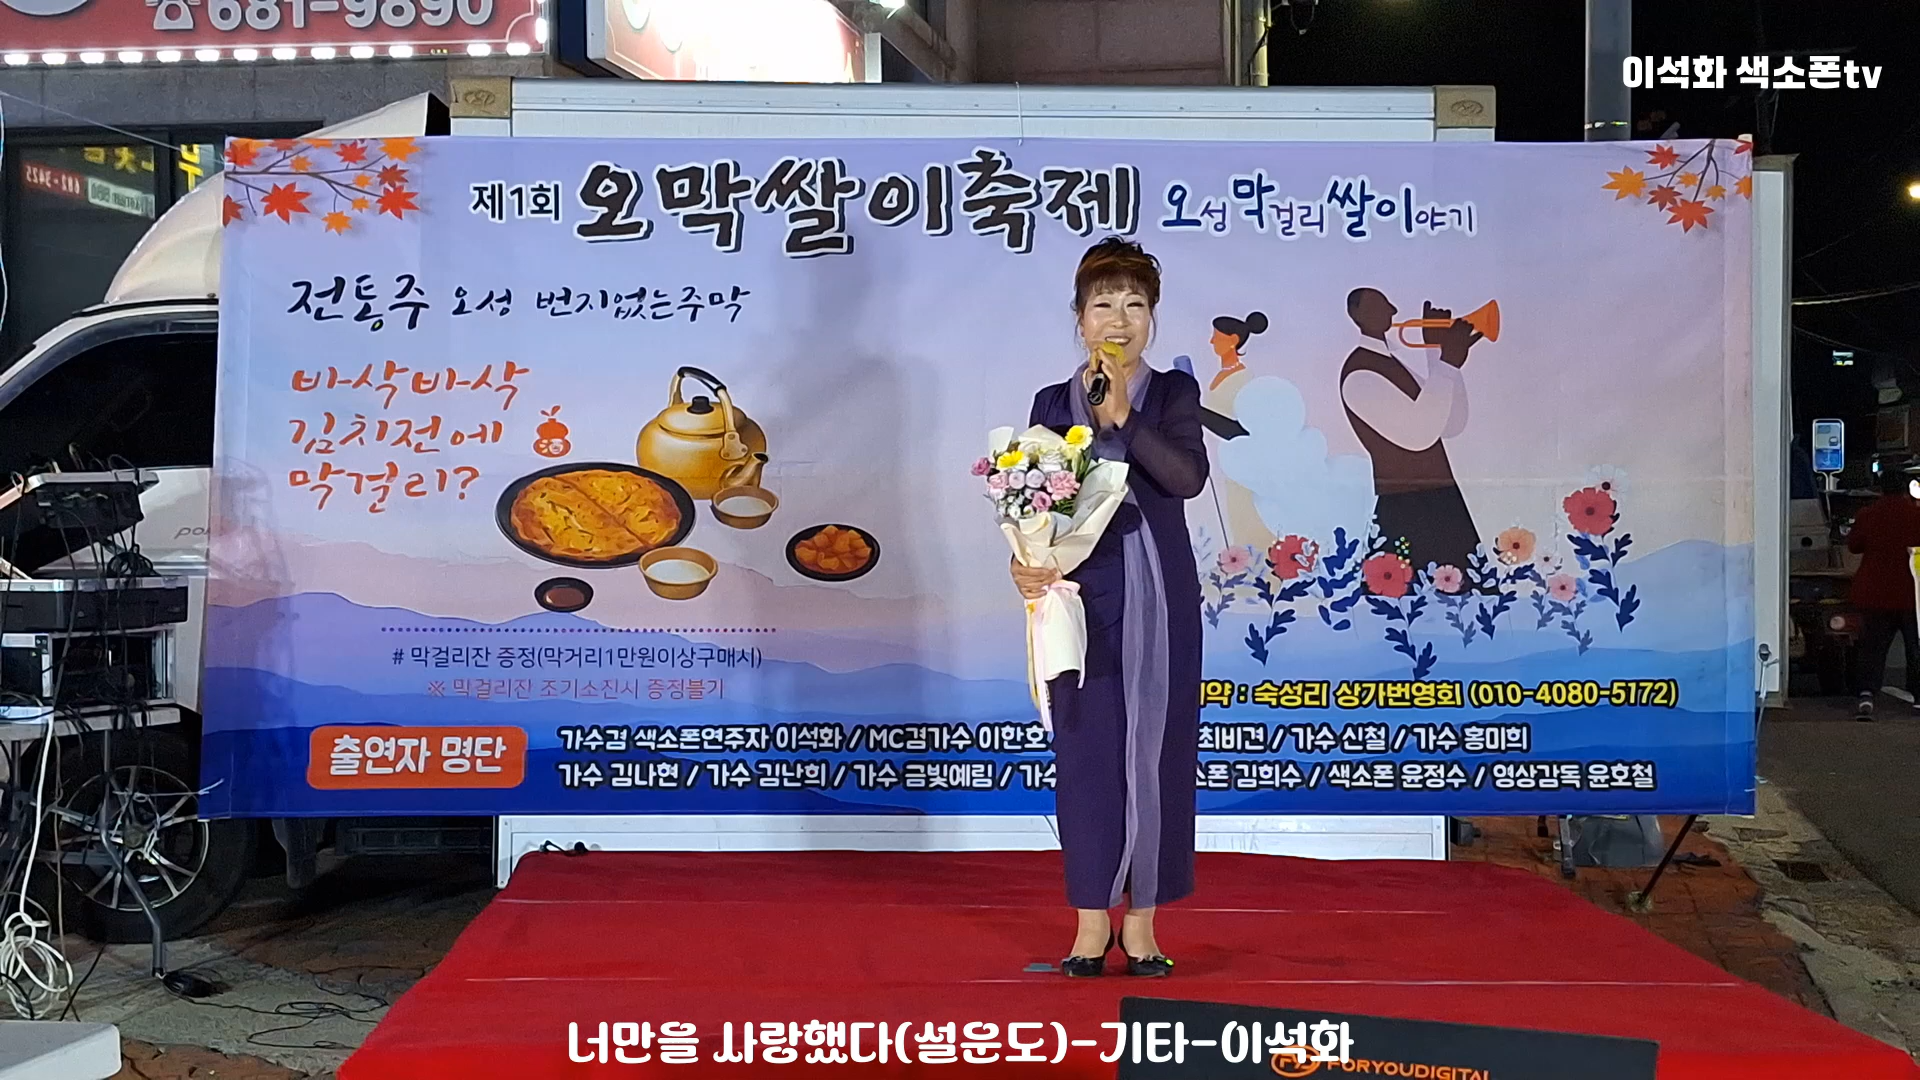 ☎681-9890
이석화 색소폰tv
682-3425
제1회 오막쌀이축제 오성막걸리쌀이야기
전통주 오성 번지없는주막
바삭바삭
김치전에
막걸리?
# 막걸리잔 증정(막거리1만원이상구매시)
※ 막걸리잔 조기소진시 증정불가
약 : 숙성리 상가번영회 (010-4080-5172)
출연자 명단
가수겸 색소폰연주자 이석화 / MC겸가수 이한호 최비견 / 가수 신철 / 가수 홍미희
가수 김나현 / 가수 김난희 / 가수 금빛예림 / 가수 소폰 김희수 / 색소폰 윤정수 / 영상감독 윤호철
너만을 사랑했다(설운도)-기타-이석화
FORYOUDIGITAL